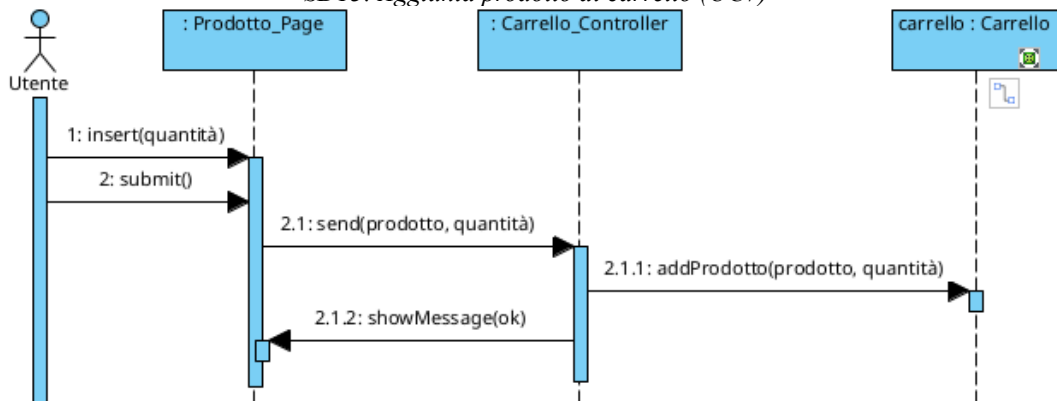 : Prodotto_Page
: Carrello_Controller
carrello : Carrello
Utente
1: insert(quantità)
2: submit()
2.1: send(prodotto, quantità)
2.1.1: addProdotto(prodotto, quantità)
2.1.2: showMessage(ok)